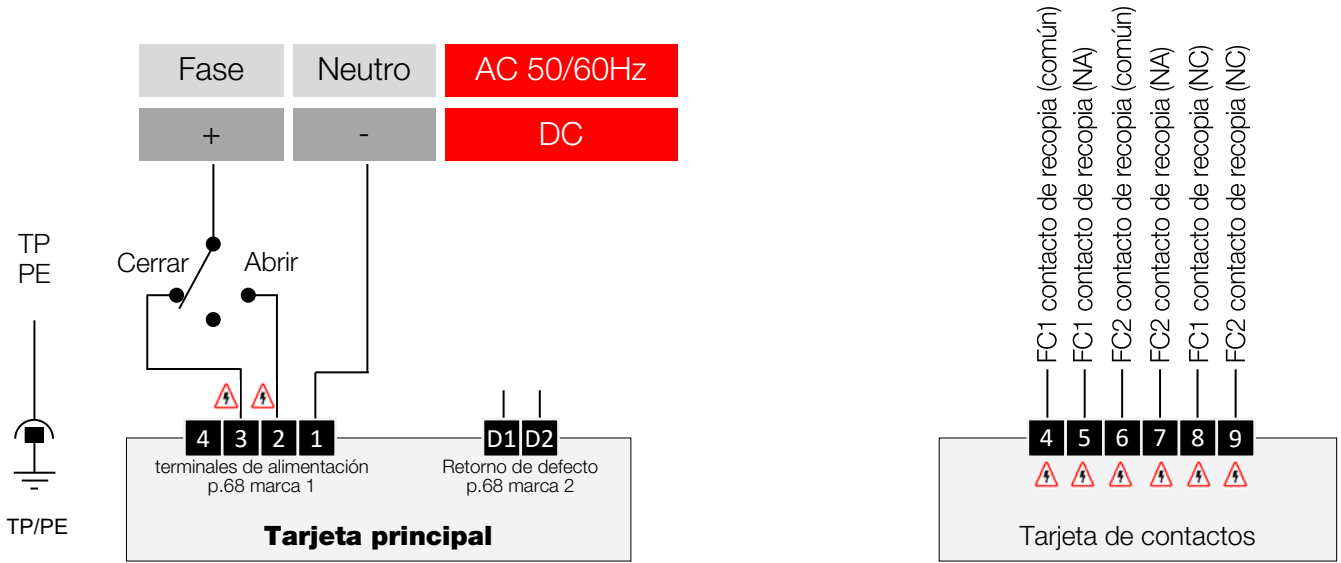 Fase Neutro AC 50/60Hz
+ - DC
TP
PE
Cerrar Abrir
4 3 2 1
terminales de alimentación
p.68 marca 1
D1 D2
Retorno de defecto
p.68 marca 2
Tarjeta principal
TP/PE
FC1 contacto de recopia (común)
FC1 contacto de recopia (NA)
FC2 contacto de recopia (común)
FC2 contacto de recopia (NA)
FC1 contacto de recopia (NC)
FC2 contacto de recopia (NC)
4 5 6 7 8 9
Tarjeta de contactos